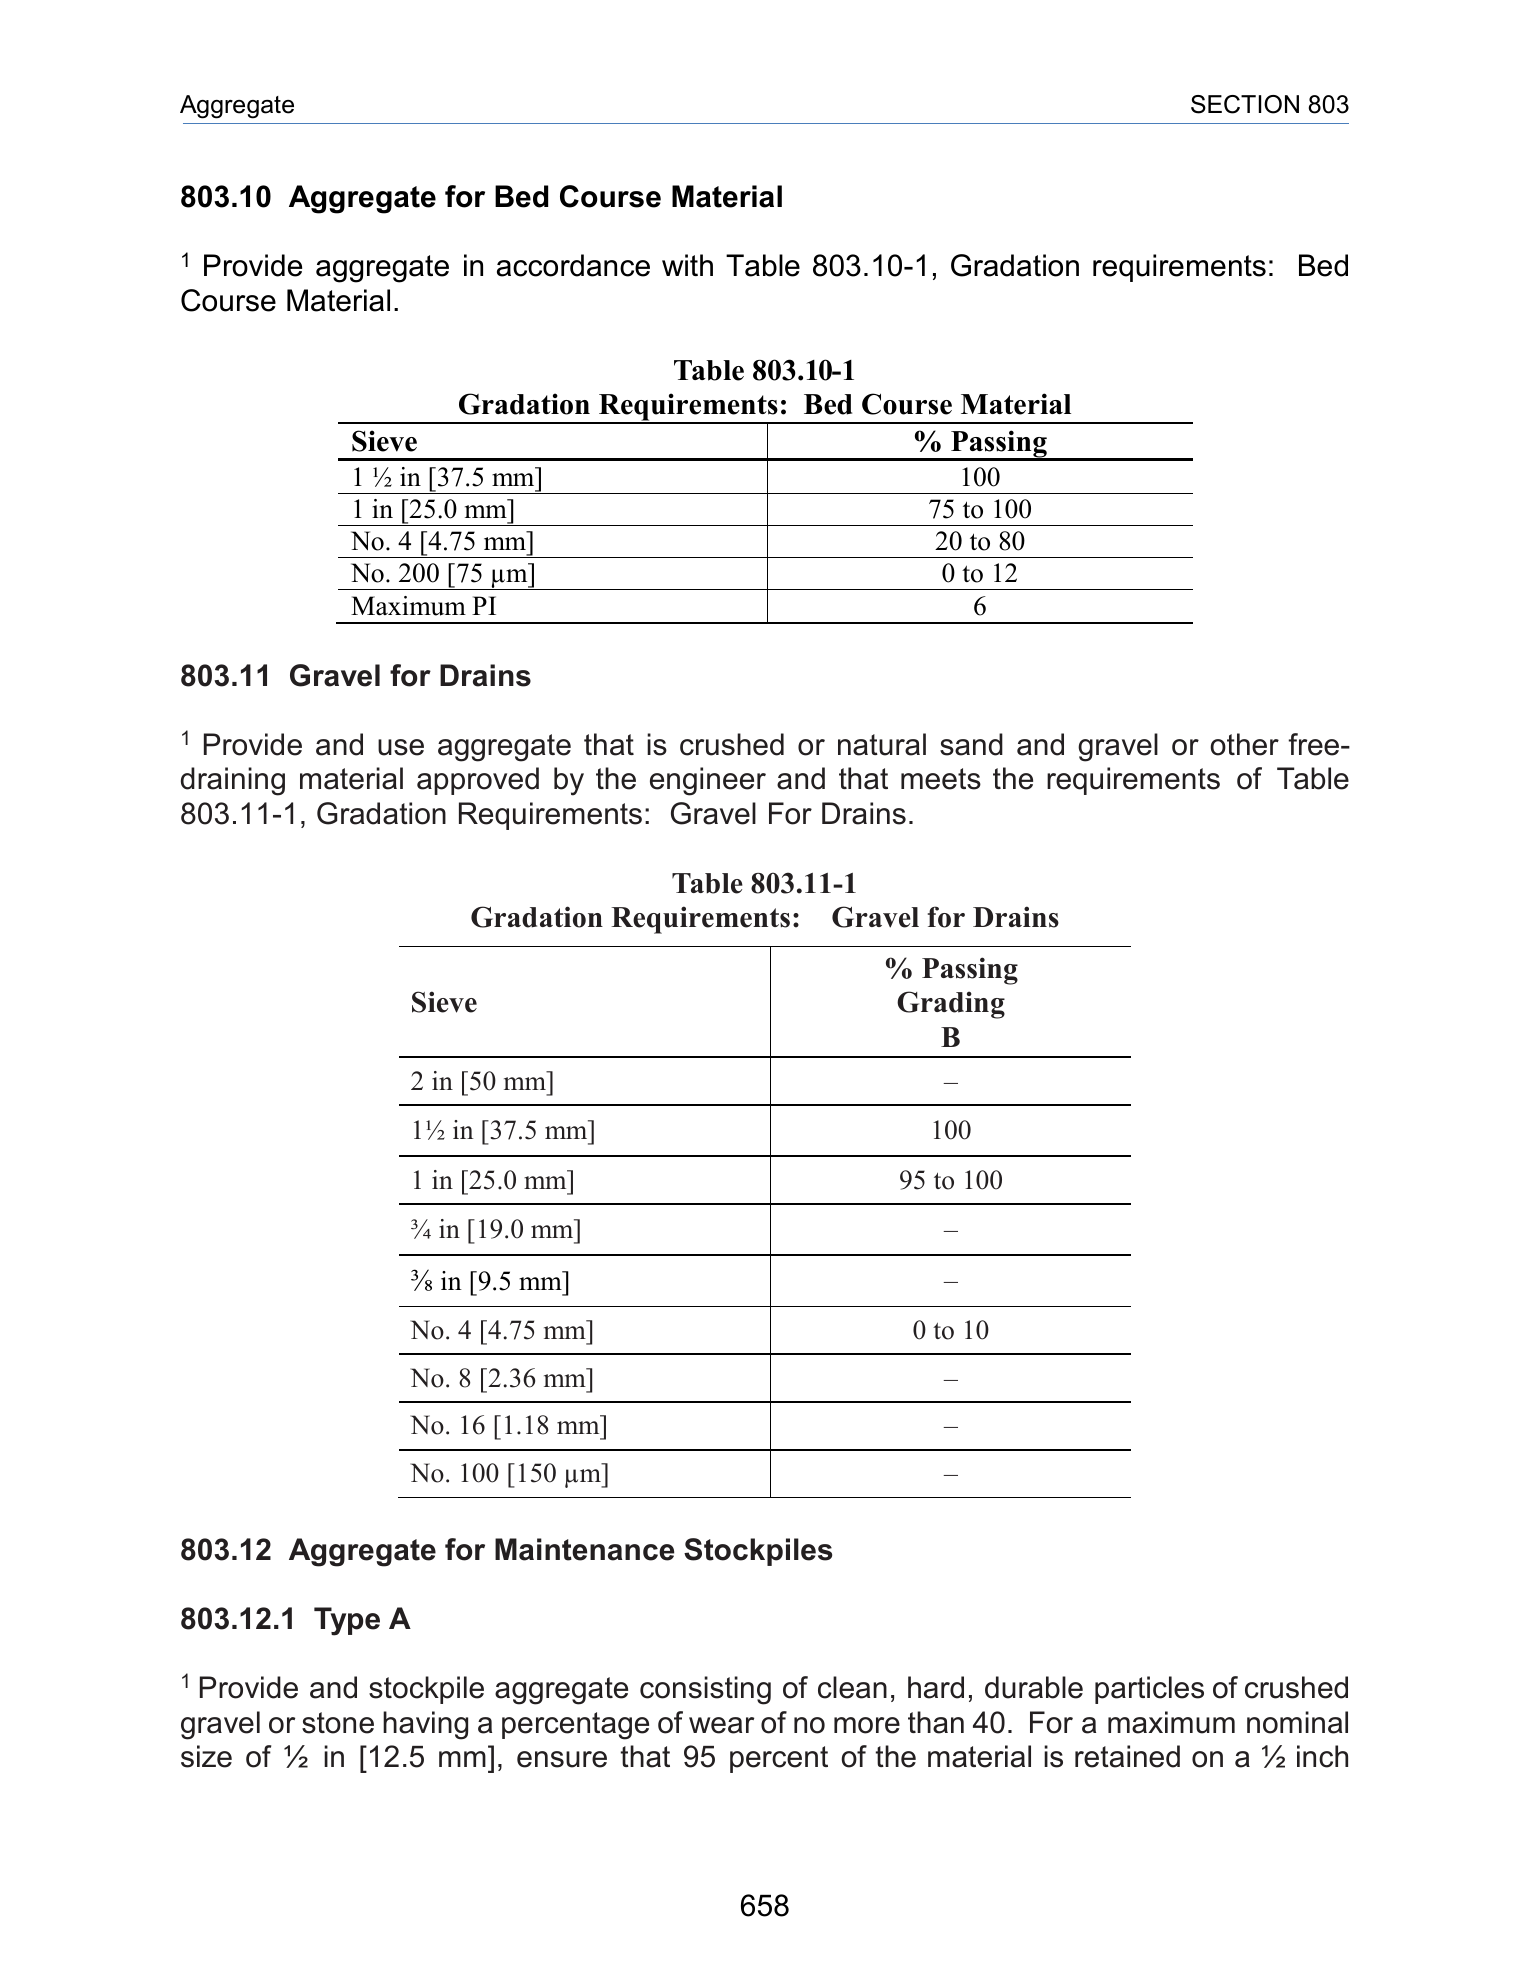 Aggregate SECTION 803
803.10 Aggregate for Bed Course Material
1 Provide aggregate in accordance with Table 803.10-1, Gradation requirements: Bed
Course Material.
Table 803.10-1
Gradation Requirements: Bed Course Material
Sieve % Passing
1 ½ in [37.5 mm] 100
1 in [25.0 mm] 75 to 100
No. 4 [4.75 mm] 20 to 80
No. 200 [75 µm] 0 to 12
Maximum PI 6
803.11 Gravel for Drains
1 Provide and use aggregate that is crushed or natural sand and gravel or other free-
draining material approved by the engineer and that meets the requirements of Table
803.11-1, Gradation Requirements: Gravel For Drains.
Table 803.11-1
Gradation Requirements: Gravel for Drains
% Passing
Sieve Grading
B
2 in [50 mm] –
1½ in [37.5 mm] 100
1 in [25.0 mm] 95 to 100
¾ in [19.0 mm] –
⅜ in [9.5 mm] –
No. 4 [4.75 mm] 0 to 10
No. 8 [2.36 mm] –
No. 16 [1.18 mm] –
No. 100 [150 µm] –
803.12 Aggregate for Maintenance Stockpiles
803.12.1 Type A
1 Provide and stockpile aggregate consisting of clean, hard, durable particles of crushed
gravel or stone having a percentage of wear of no more than 40. For a maximum nominal
size of ½ in [12.5 mm], ensure that 95 percent of the material is retained on a ½ inch
658